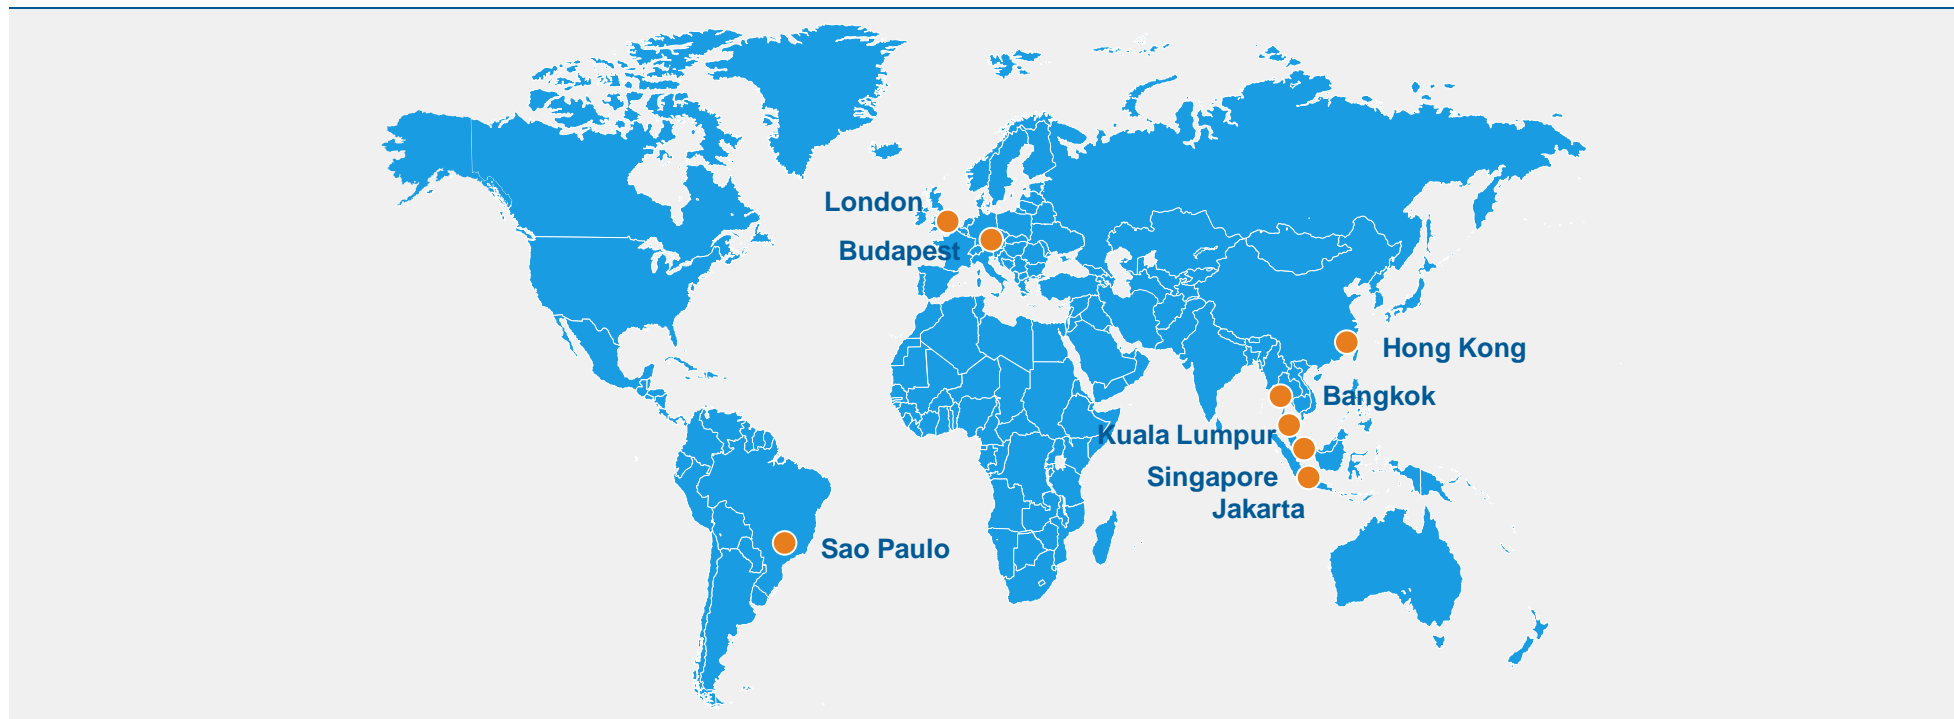 London
Budapest
Hong Kong
Bangkok
Kuala Lumpur
Singapore
Jakarta
Sao Paulo